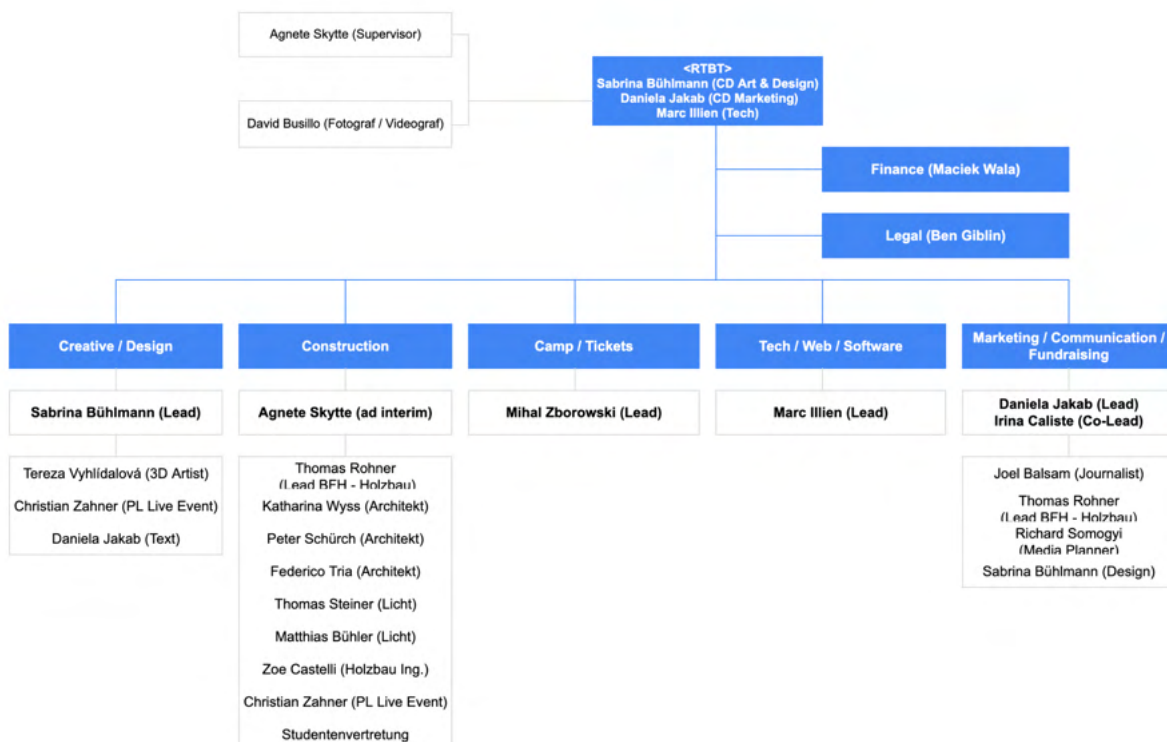 Agnete Skytte (Supervisor)
David Busillo (Fotograf / Videograf)
<RTBT>
Sabrina Bühlmann (CD Art & Design)
Daniela Jakab (CD Marketing)
Marc Illien (Tech)
Finance (Maciek Wala)
Legal (Ben Giblin)
Creative / Design
Sabrina Bühlmann (Lead)
Tereza Vyhlídalová (3D Artist)
Christian Zahner (PL Live Event)
Daniela Jakab (Text)
Construction
Agnete Skytte (ad interim)
Thomas Rohner
(Lead BFH - Holzbau)
Katharina Wyss (Architekt)
Peter Schürch (Architekt)
Federico Tria (Architekt)
Thomas Steiner (Licht)
Matthias Bühler (Licht)
Zoe Castelli (Holzbau Ing.)
Christian Zahner (PL Live Event)
Studentenvertretung
Camp / Tickets
Mihal Zborowski (Lead)
Tech / Web / Software
Marc Illien (Lead)
Marketing / Communication /
Fundraising
Daniela Jakab (Lead)
Irina Caliste (Co-Lead)
Joel Balsam (Journalist)
Thomas Rohner
(Lead BFH - Holzbau)
Richard Somogyi
(Media Planner)
Sabrina Bühlmann (Design)